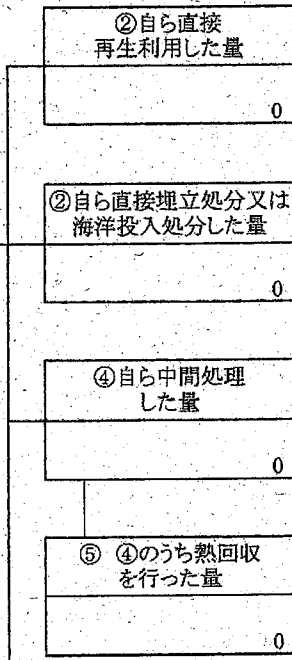 ②自ら直接
再生利用した量
0
②自ら直接埋立処分又は
海洋投入処分した量
0
④自ら中間処理
した量
0
⑤ ④のうち熱回収
を行った量
0